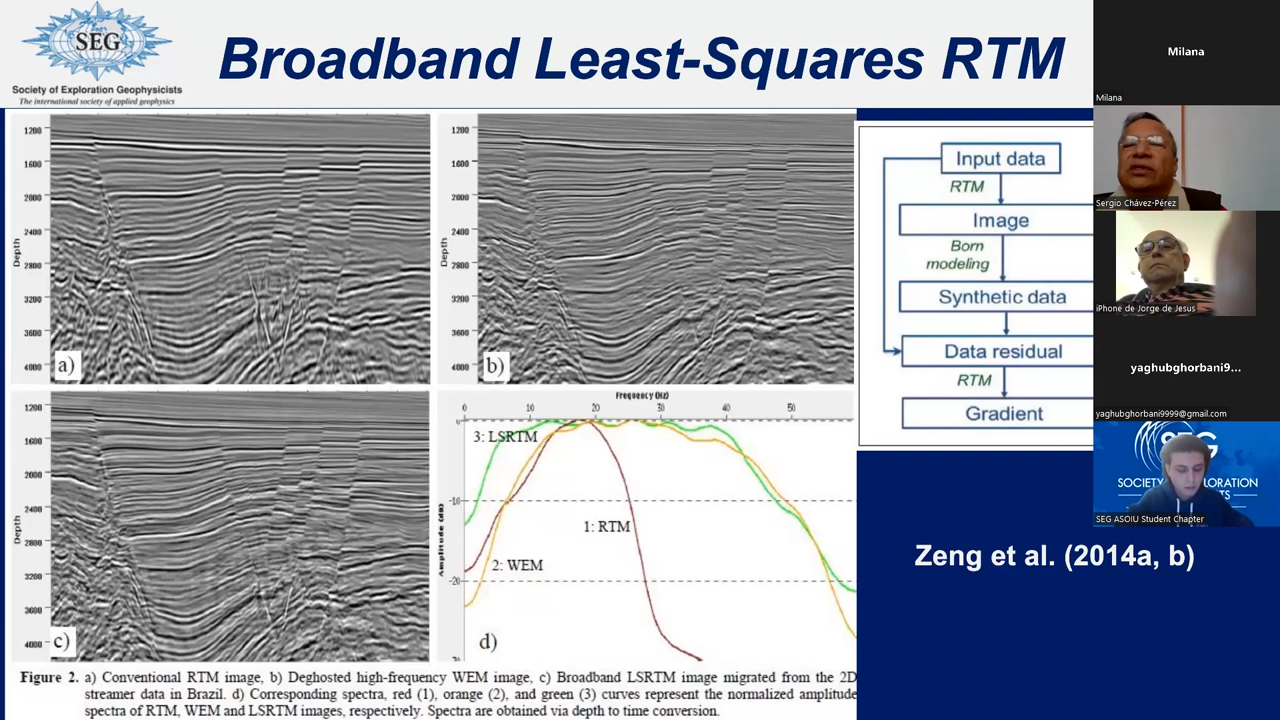 SEG
Society of Exploration Geophysicists
The international society of applied geophysics
Broadband Least-Squares RTM
1200
1600
2000
2400
2800
3200
3600
4000
Depth
a)
1200
1600
2000
2400
2800
3200
3600
4000
Depth
b)
1200
1600
2000
2400
2800
3200
3600
4000
Depth
c)
Frequency (Hz)
0 10 20 30 40 50
0
-10
-20
Amplitude (dB)
3: LSRTM
1: RTM
2: WEM
d)
Figure 2. a) Conventional RTM image, b) Deghosted high-frequency WEM image, c) Broadband LSRTM image migrated from the 2D
streamer data in Brazil. d) Corresponding spectra, red (1), orange (2), and green (3) curves represent the normalized amplitude
spectra of RTM, WEM and LSRTM images, respectively. Spectra are obtained via depth to time conversion.
Input data
RTM
Image
Born
modeling
Synthetic data
Data residual
RTM
Gradient
Zeng et al. (2014a, b)
Milana
Milana
Sergio Chávez-Pérez
iPhone de Jorge de Jesus
yaghubghorbani9...
yaghubghorbani9999@gmail.com
SEG ASOIU Student Chapter